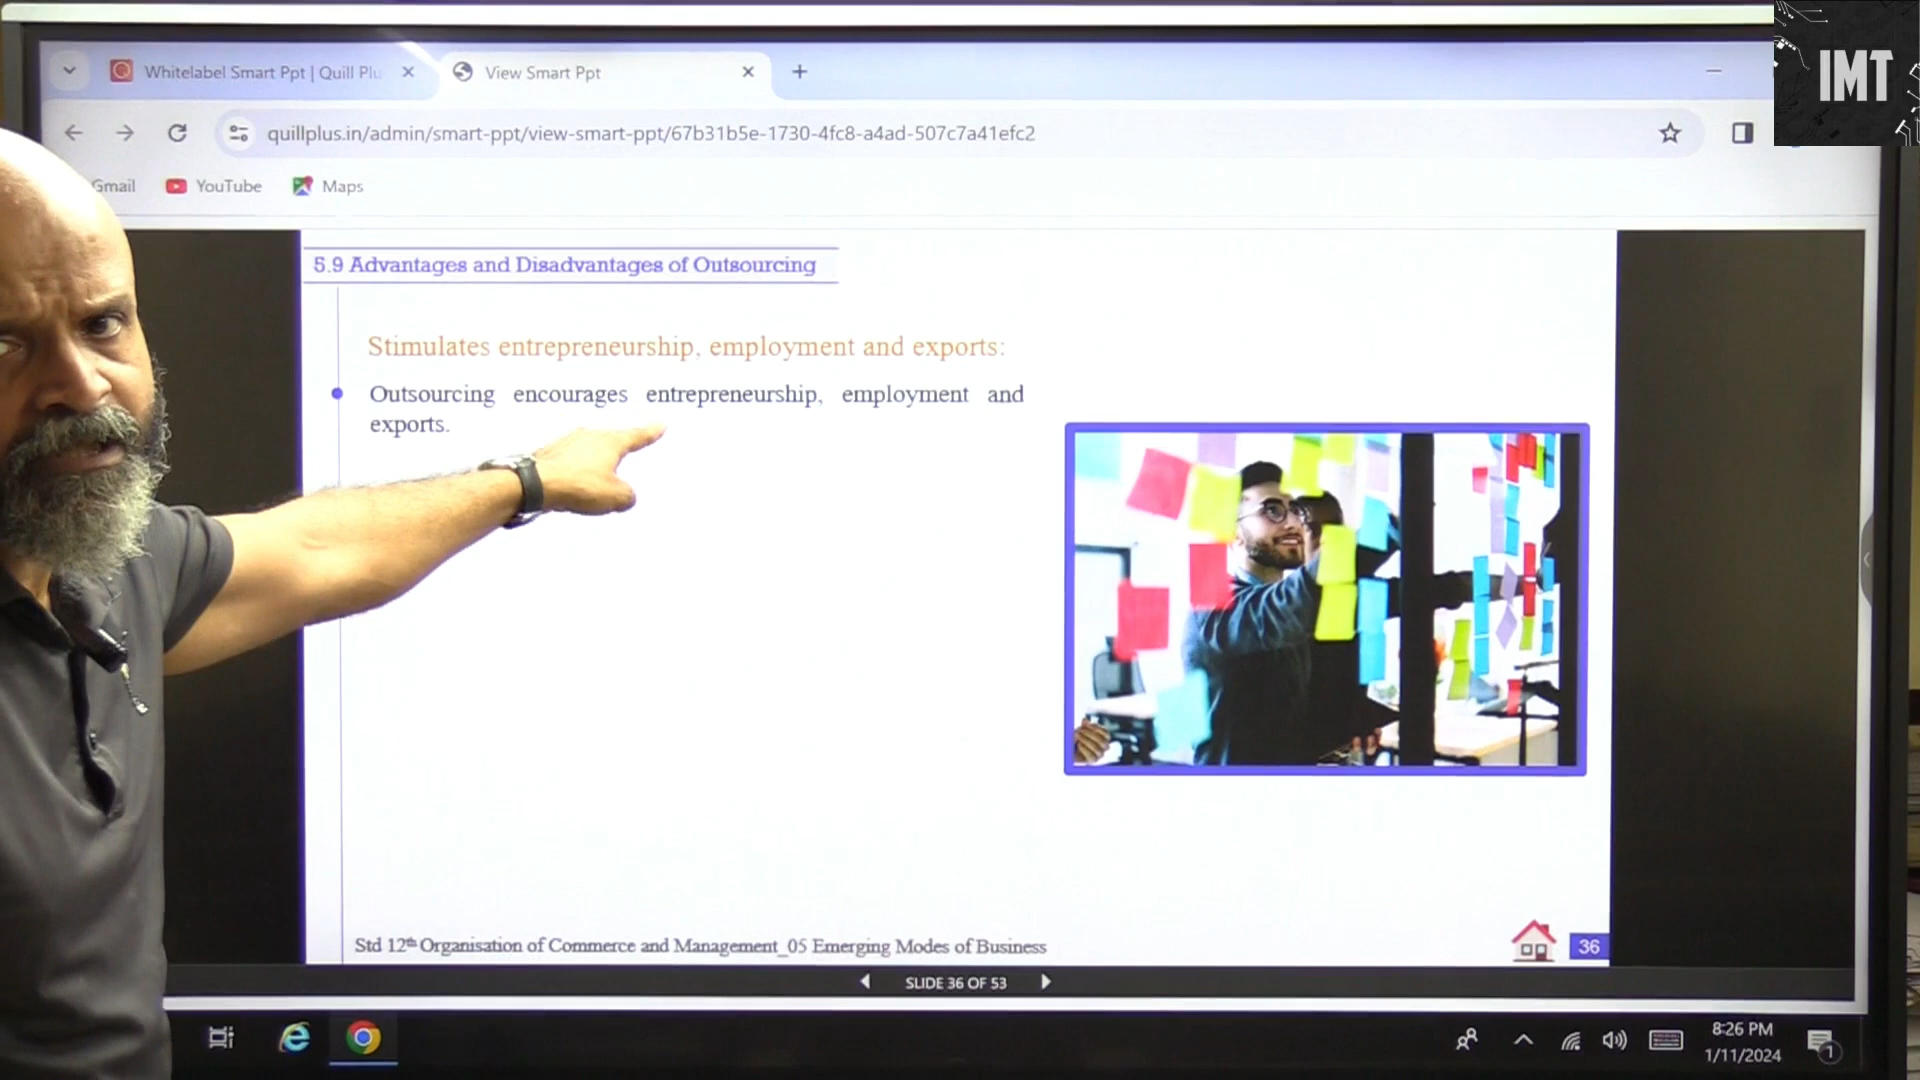 IMT
Whitelabel Smart Ppt | Quill Plu
View Smart Ppt
quillplus.in/admin/smart-ppt/view-smart-ppt/67b31b5e-1730-4fc8-a4ad-507c7a41efc2
Gmail
YouTube
Maps
5.9 Advantages and Disadvantages of Outsourcing
Stimulates entrepreneurship, employment and exports:
Outsourcing encourages entrepreneurship, employment and
exports.
Std 12th Organisation of Commerce and Management_05 Emerging Modes of Business
36
SLIDE 36 OF 53
8:26 PM
1/11/2024
1